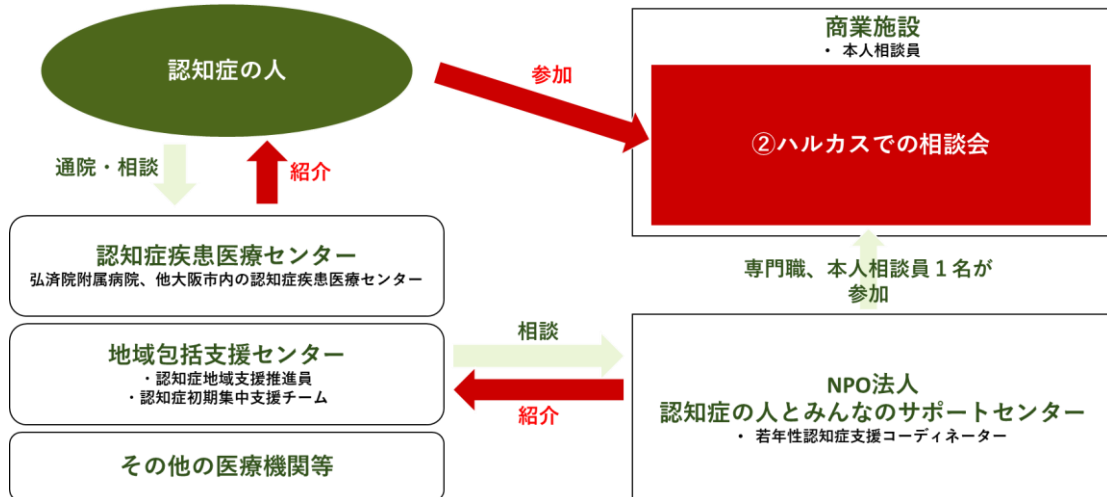 認知症の人
参加
商業施設
・ 本人相談員
②ハルカスでの相談会
通院・相談
紹介
認知症疾患医療センター
弘済院附属病院、他大阪市内の認知症疾患医療センター
専門職、本人相談員１名が
参加
地域包括支援センター
・認知症地域支援推進員
・認知症初期集中支援チーム
相談
紹介
NPO法人
認知症の人とみんなのサポートセンター
・ 若年性認知症支援コーディネーター
その他の医療機関等